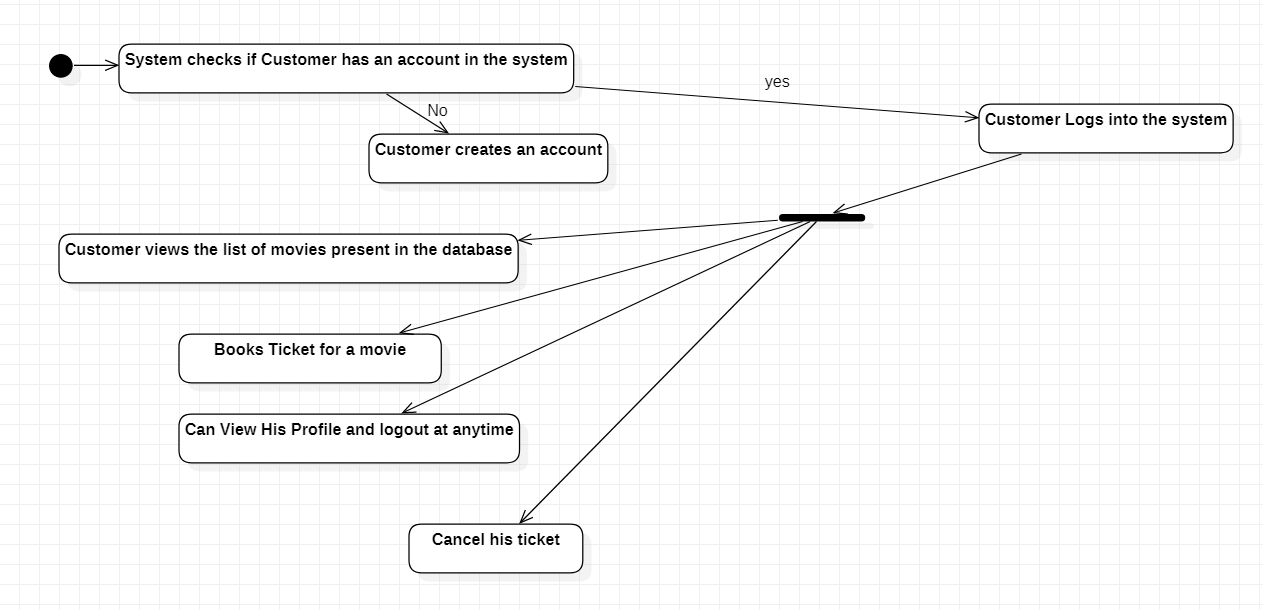 System checks if Customer has an account in the system
yes
No
Customer Logs into the system
Customer creates an account
Customer views the list of movies present in the database
Books Ticket for a movie
Can View His Profile and logout at anytime
Cancel his ticket